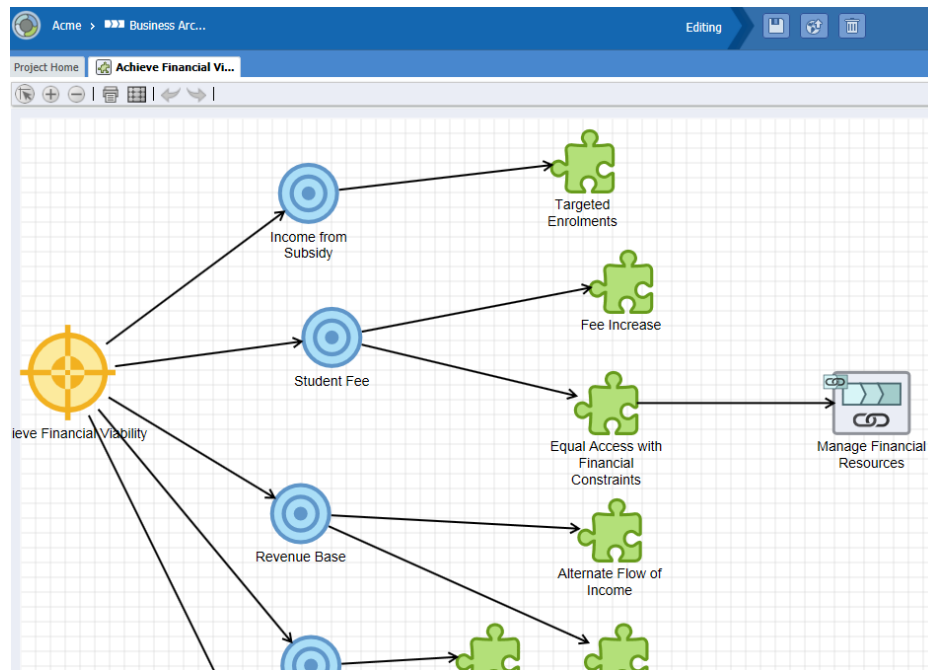 Acme > Business Arc...
Editing
Project Home
Achieve Financial Vi...
Targeted
Enrolments
Income from
Subsidy
Fee Increase
Student Fee
ieve Financial Viability
Equal Access with
Financial
Constraints
Manage Financial
Resources
Revenue Base
Alternate Flow of
Income